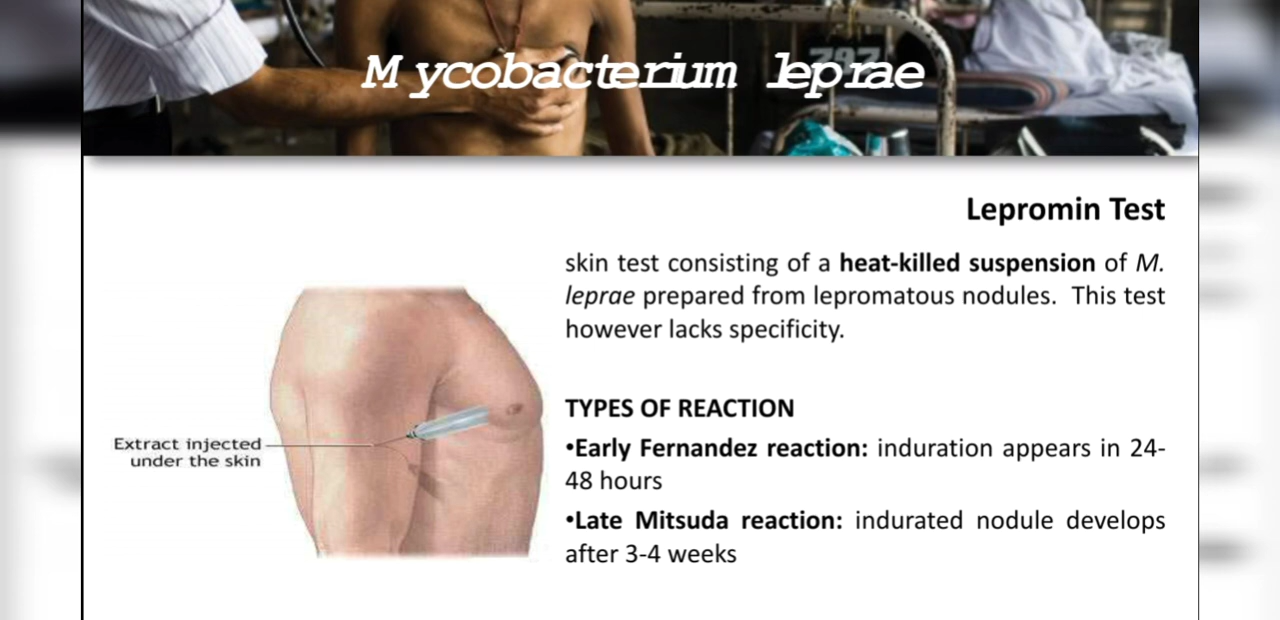 Mycobacterium leprae
Lepromin Test
skin test consisting of a heat-killed suspension of M.
leprae prepared from lepromatous nodules. This test
however lacks specificity.
TYPES OF REACTION
•Early Fernandez reaction: induration appears in 24-
48 hours
•Late Mitsuda reaction: indurated nodule develops
after 3-4 weeks
Extract injected
under the skin